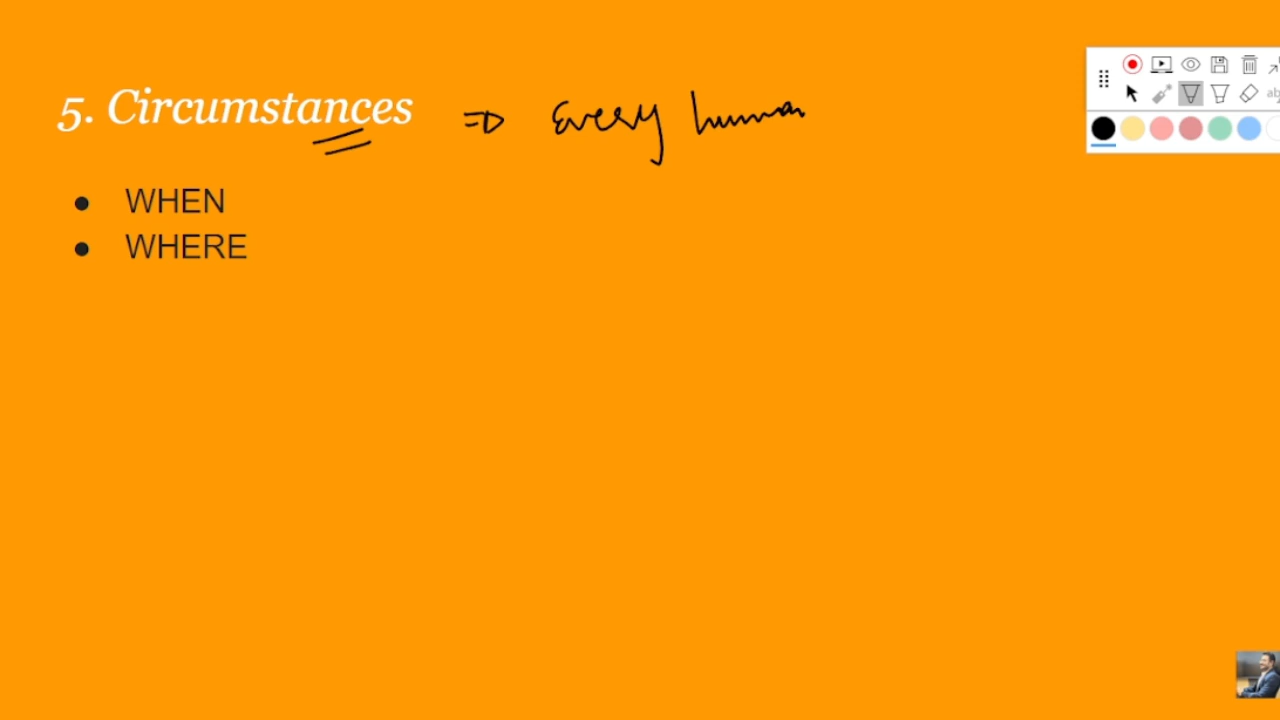 5. Circumstances => Every human
● WHEN
● WHERE